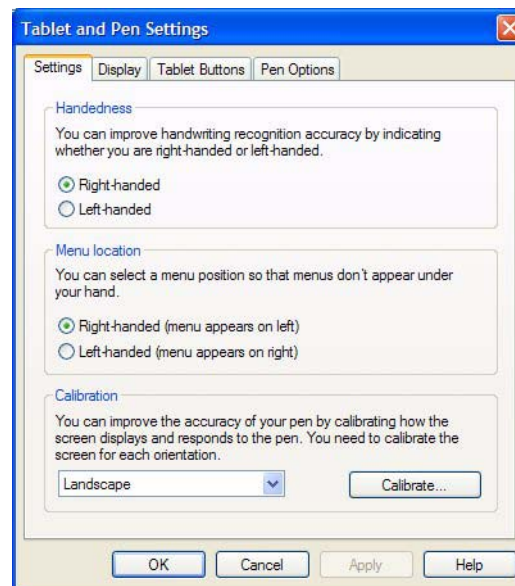 Tablet and Pen Settings
Settings Display Tablet Buttons Pen Options
Handedness
You can improve handwriting recognition accuracy by indicating
whether you are right-handed or left-handed.
Right-handed
Left-handed
Menu location
You can select a menu position so that menus don't appear under
your hand.
Right-handed (menu appears on left)
Left-handed (menu appears on right)
Calibration
You can improve the accuracy of your pen by calibrating how the
screen displays and responds to the pen. You need to calibrate the
screen for each orientation.
Landscape Calibrate...
OK Cancel Apply Help